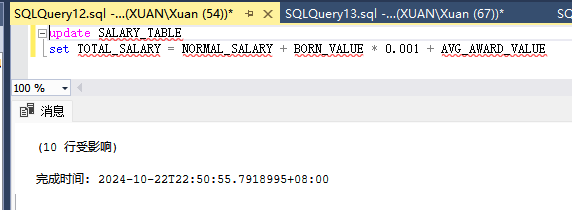 SQLQuery12.sql -...(XUAN\Xuan (54))*
SQLQuery13.sql -...(XUAN\Xuan (67))*
update SALARY_TABLE
set TOTAL_SALARY = NORMAL_SALARY + BORN_VALUE * 0.001 + AVG_AWARD_VALUE
100 %
消息
(10 行受影响)
完成时间: 2024-10-22T22:50:55.7918995+08:00